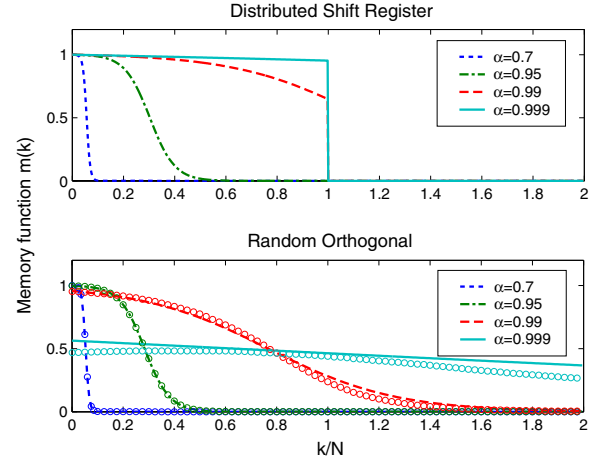 Distributed Shift Register
1
0.5
0
0 0.2 0.4 0.6 0.8 1 1.2 1.4 1.6 1.8 2
α=0.7
α=0.95
α=0.99
α=0.999
Memory function m(k)
Random Orthogonal
1
0.5
0
0 0.2 0.4 0.6 0.8 1 1.2 1.4 1.6 1.8 2
α=0.7
α=0.95
α=0.99
α=0.999
k/N